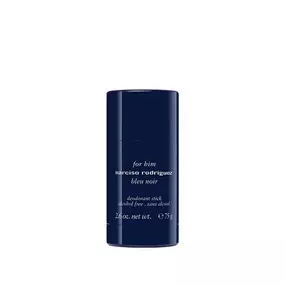 for him
narciso rodriguez
bleu noir
deodorant stick
alcohol free . sans alcool
2.6 oz. net wt. e 75 g